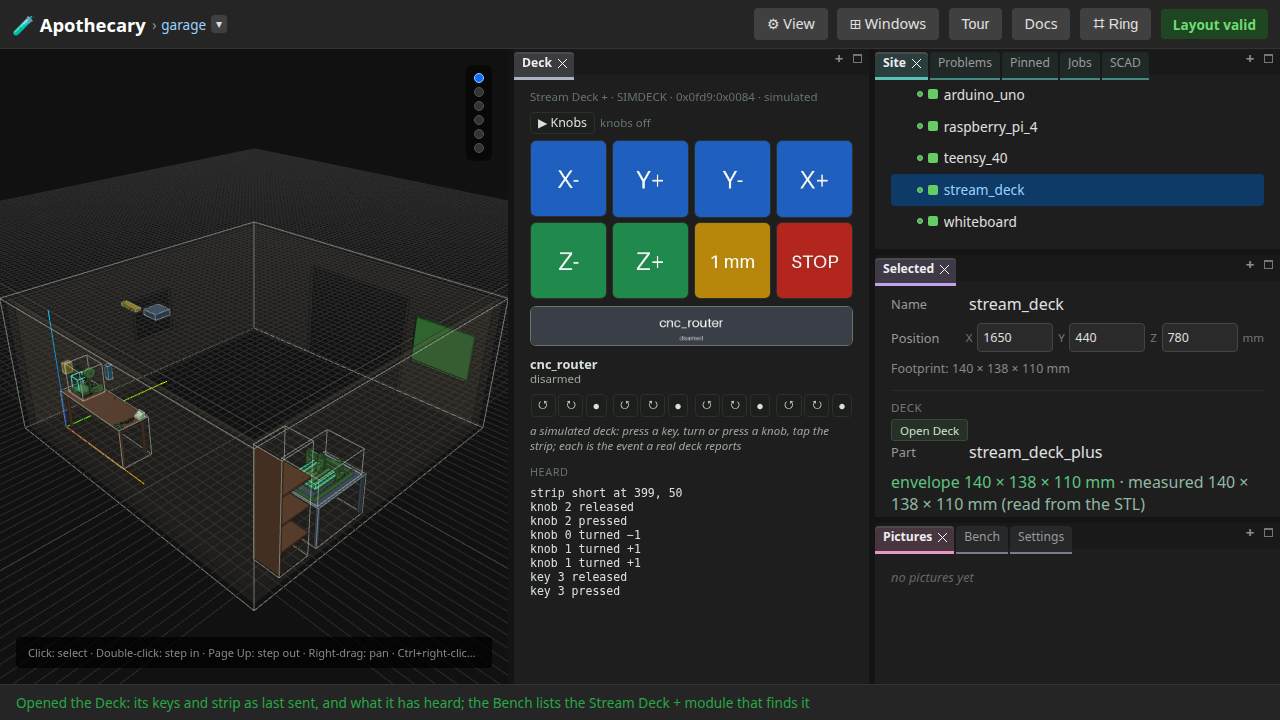 Apothecary › garage ▾
⚙ View
⊞ Windows
Tour
Docs
⌗ Ring
Layout valid
Click: select · Double-click: step in · Page Up: step out · Right-drag: pan · Ctrl+right-clic…
Deck
Stream Deck + · SIMDECK · 0x0fd9:0x0084 · simulated
▶ Knobs knobs off
X- Y+ Y- X+
Z- Z+ 1 mm STOP
cnc_router
disarmed
cnc_router
disarmed
↺ ↻ ● ↺ ↻ ● ↺ ↻ ● ↺ ↻ ●
a simulated deck: press a key, turn or press a knob, tap the
strip; each is the event a real deck reports
HEARD
strip short at 399, 50
knob 2 released
knob 2 pressed
knob 0 turned −1
knob 1 turned +1
knob 1 turned +1
key 3 released
key 3 pressed
Site Problems Pinned Jobs SCAD
arduino_uno
raspberry_pi_4
teensy_40
stream_deck
whiteboard
Selected
Name stream_deck
Position X 1650 Y 440 Z 780 mm
Footprint: 140 × 138 × 110 mm
DECK
Open Deck
Part stream_deck_plus
envelope 140 × 138 × 110 mm · measured 140 ×
138 × 110 mm (read from the STL)
Pictures Bench Settings
no pictures yet
Opened the Deck: its keys and strip as last sent, and what it has heard; the Bench lists the Stream Deck + module that finds it